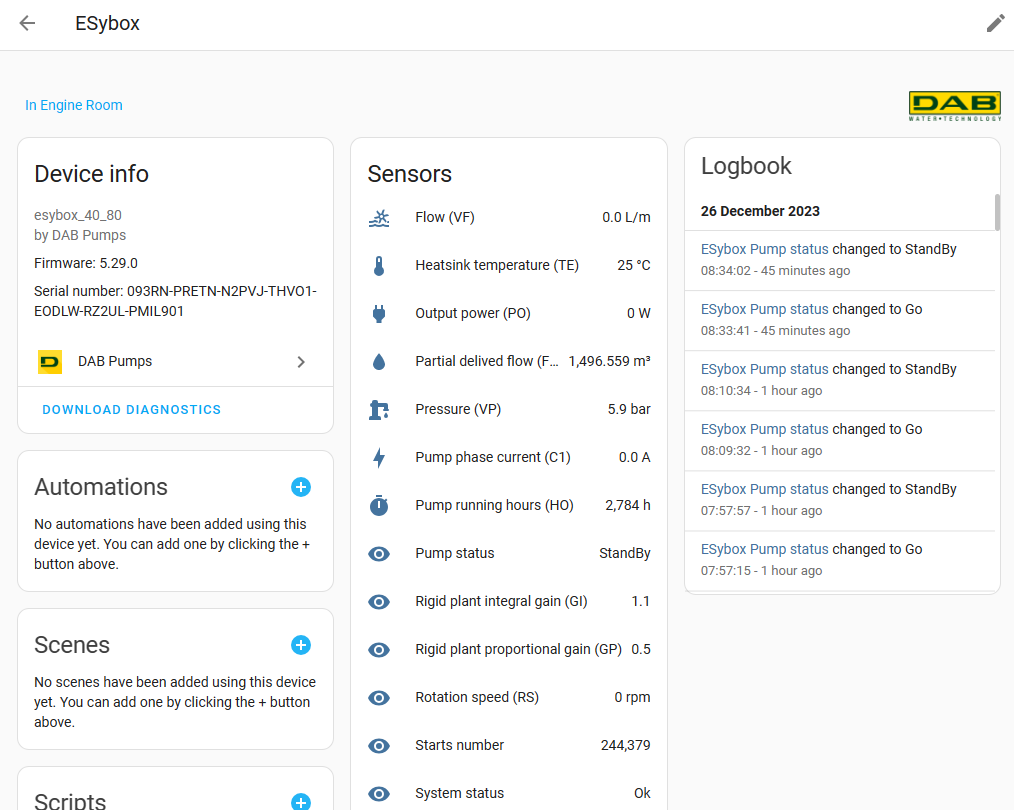 ESybox
In Engine Room
DAB
WATER•TECHNOLOGY
Device info
esybox_40_80
by DAB Pumps
Firmware: 5.29.0
Serial number: 093RN-PRETN-N2PVJ-THVO1-
EODLW-RZ2UL-PMIL901
DAB Pumps
DOWNLOAD DIAGNOSTICS
Automations
No automations have been added using this
device yet. You can add one by clicking the +
button above.
Scenes
No scenes have been added using this device
yet. You can add one by clicking the + button
above.
Scripts
Sensors
Flow (VF) 0.0 L/m
Heatsink temperature (TE) 25 °C
Output power (PO) 0 W
Partial delived flow (F... 1,496.559 m³
Pressure (VP) 5.9 bar
Pump phase current (C1) 0.0 A
Pump running hours (HO) 2,784 h
Pump status StandBy
Rigid plant integral gain (GI) 1.1
Rigid plant proportional gain (GP) 0.5
Rotation speed (RS) 0 rpm
Starts number 244,379
System status Ok
Logbook
26 December 2023
ESybox Pump status changed to StandBy
08:34:02 - 45 minutes ago
ESybox Pump status changed to Go
08:33:41 - 45 minutes ago
ESybox Pump status changed to StandBy
08:10:34 - 1 hour ago
ESybox Pump status changed to Go
08:09:32 - 1 hour ago
ESybox Pump status changed to StandBy
07:57:57 - 1 hour ago
ESybox Pump status changed to Go
07:57:15 - 1 hour ago